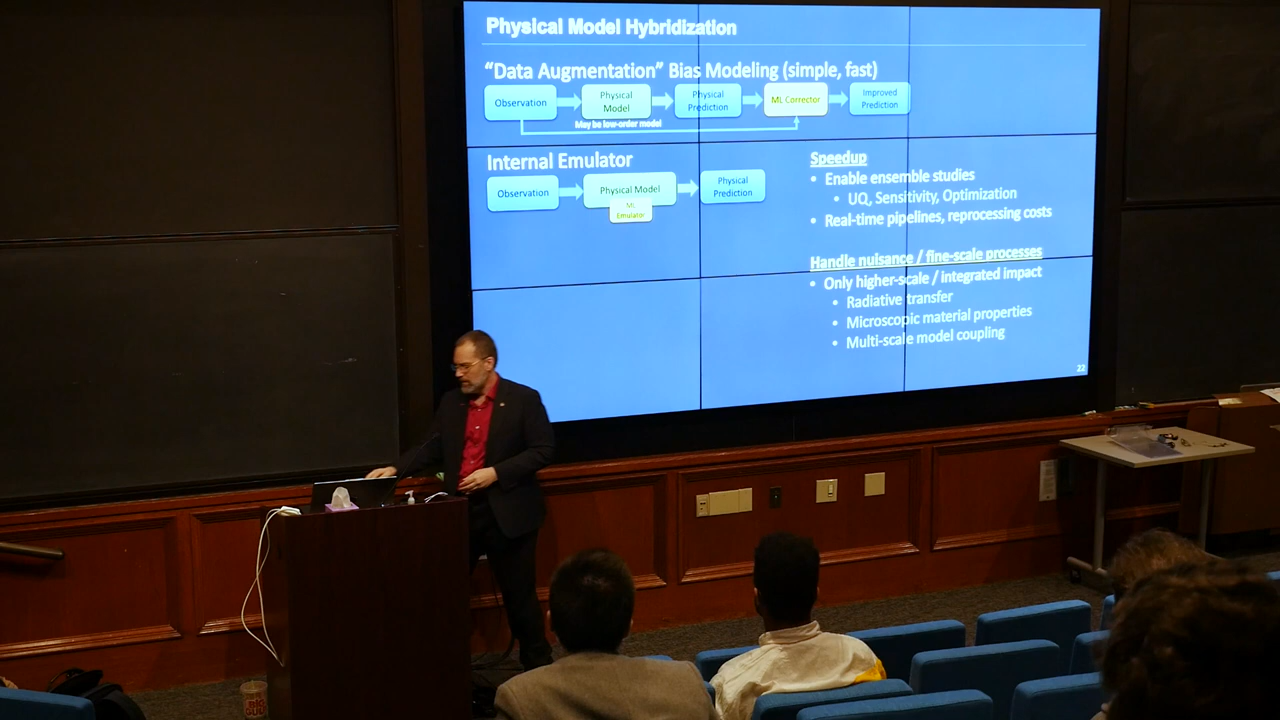 Physical Model Hybridization
“Data Augmentation” Bias Modeling (simple, fast)
Observation
Physical
Model
Physical
Prediction
ML Corrector
Improved
Prediction
May be low-order model
Internal Emulator
Observation
Physical Model
ML
Emulator
Physical
Prediction
Speedup
• Enable ensemble studies
• UQ, Sensitivity, Optimization
• Real-time pipelines, reprocessing costs
Handle nuisance / fine-scale processes
• Only higher-scale / Integrated impact
• Radiative transfer
• Microscopic material properties
• Multi-scale model coupling
22